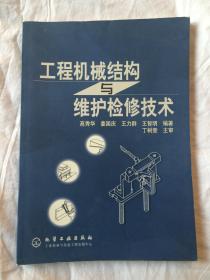 工程机械结构
与
维护检修技术
高秀华 姜国庆 王力群 王智明 编著
丁树奎 主审
化学工业出版社